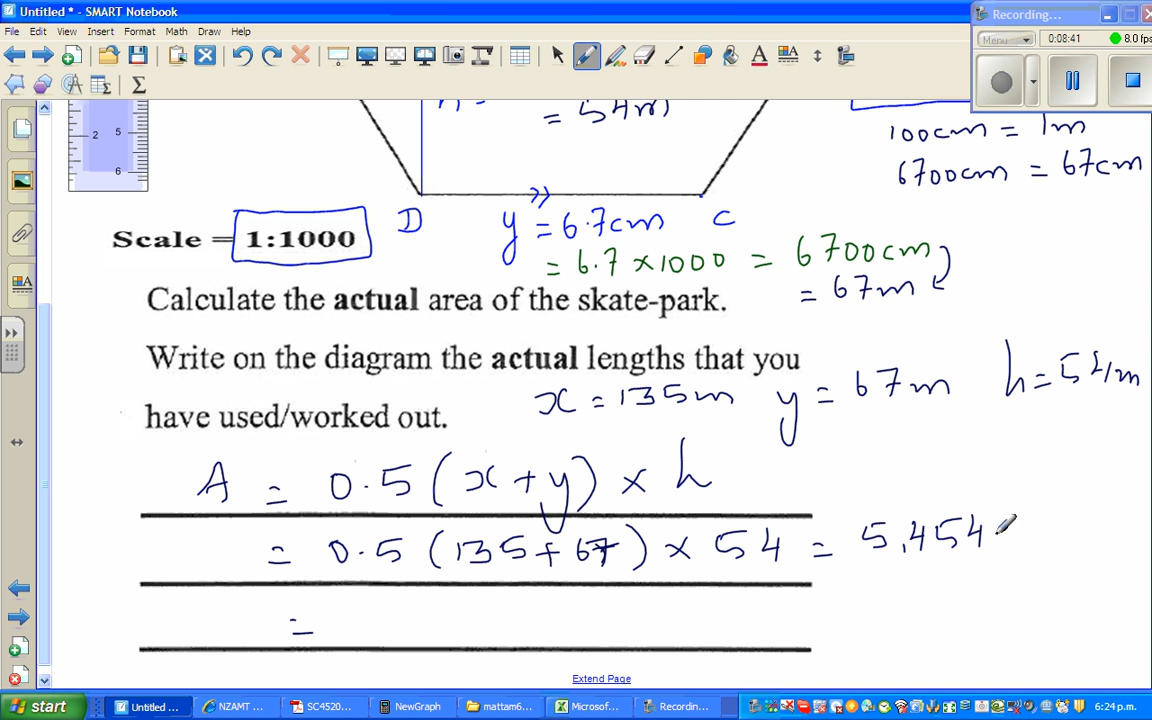 Untitled * - SMART Notebook
Recording...
File Edit View Insert Format Math Draw Help
Menu
0:08:41
8.0 fps
2 5
6
= 54m
100cm = 1m
6700cm = 67cm
D y = 6.7cm C
Scale = 1:1000
= 6.7 x1000 = 6700cm
= 67m
Calculate the actual area of the skate-park.
Write on the diagram the actual lengths that you
have used/worked out.
x = 135m y = 67m h = 54m
A = 0.5 (x + y) x h
= 0.5 (135+67) x 54 = 5,454
=
Extend Page
start
Untitled *
NZAMT ...
SC4520...
NewGraph
mattam6...
Microsof...
Recordin...
6:24 p.m.